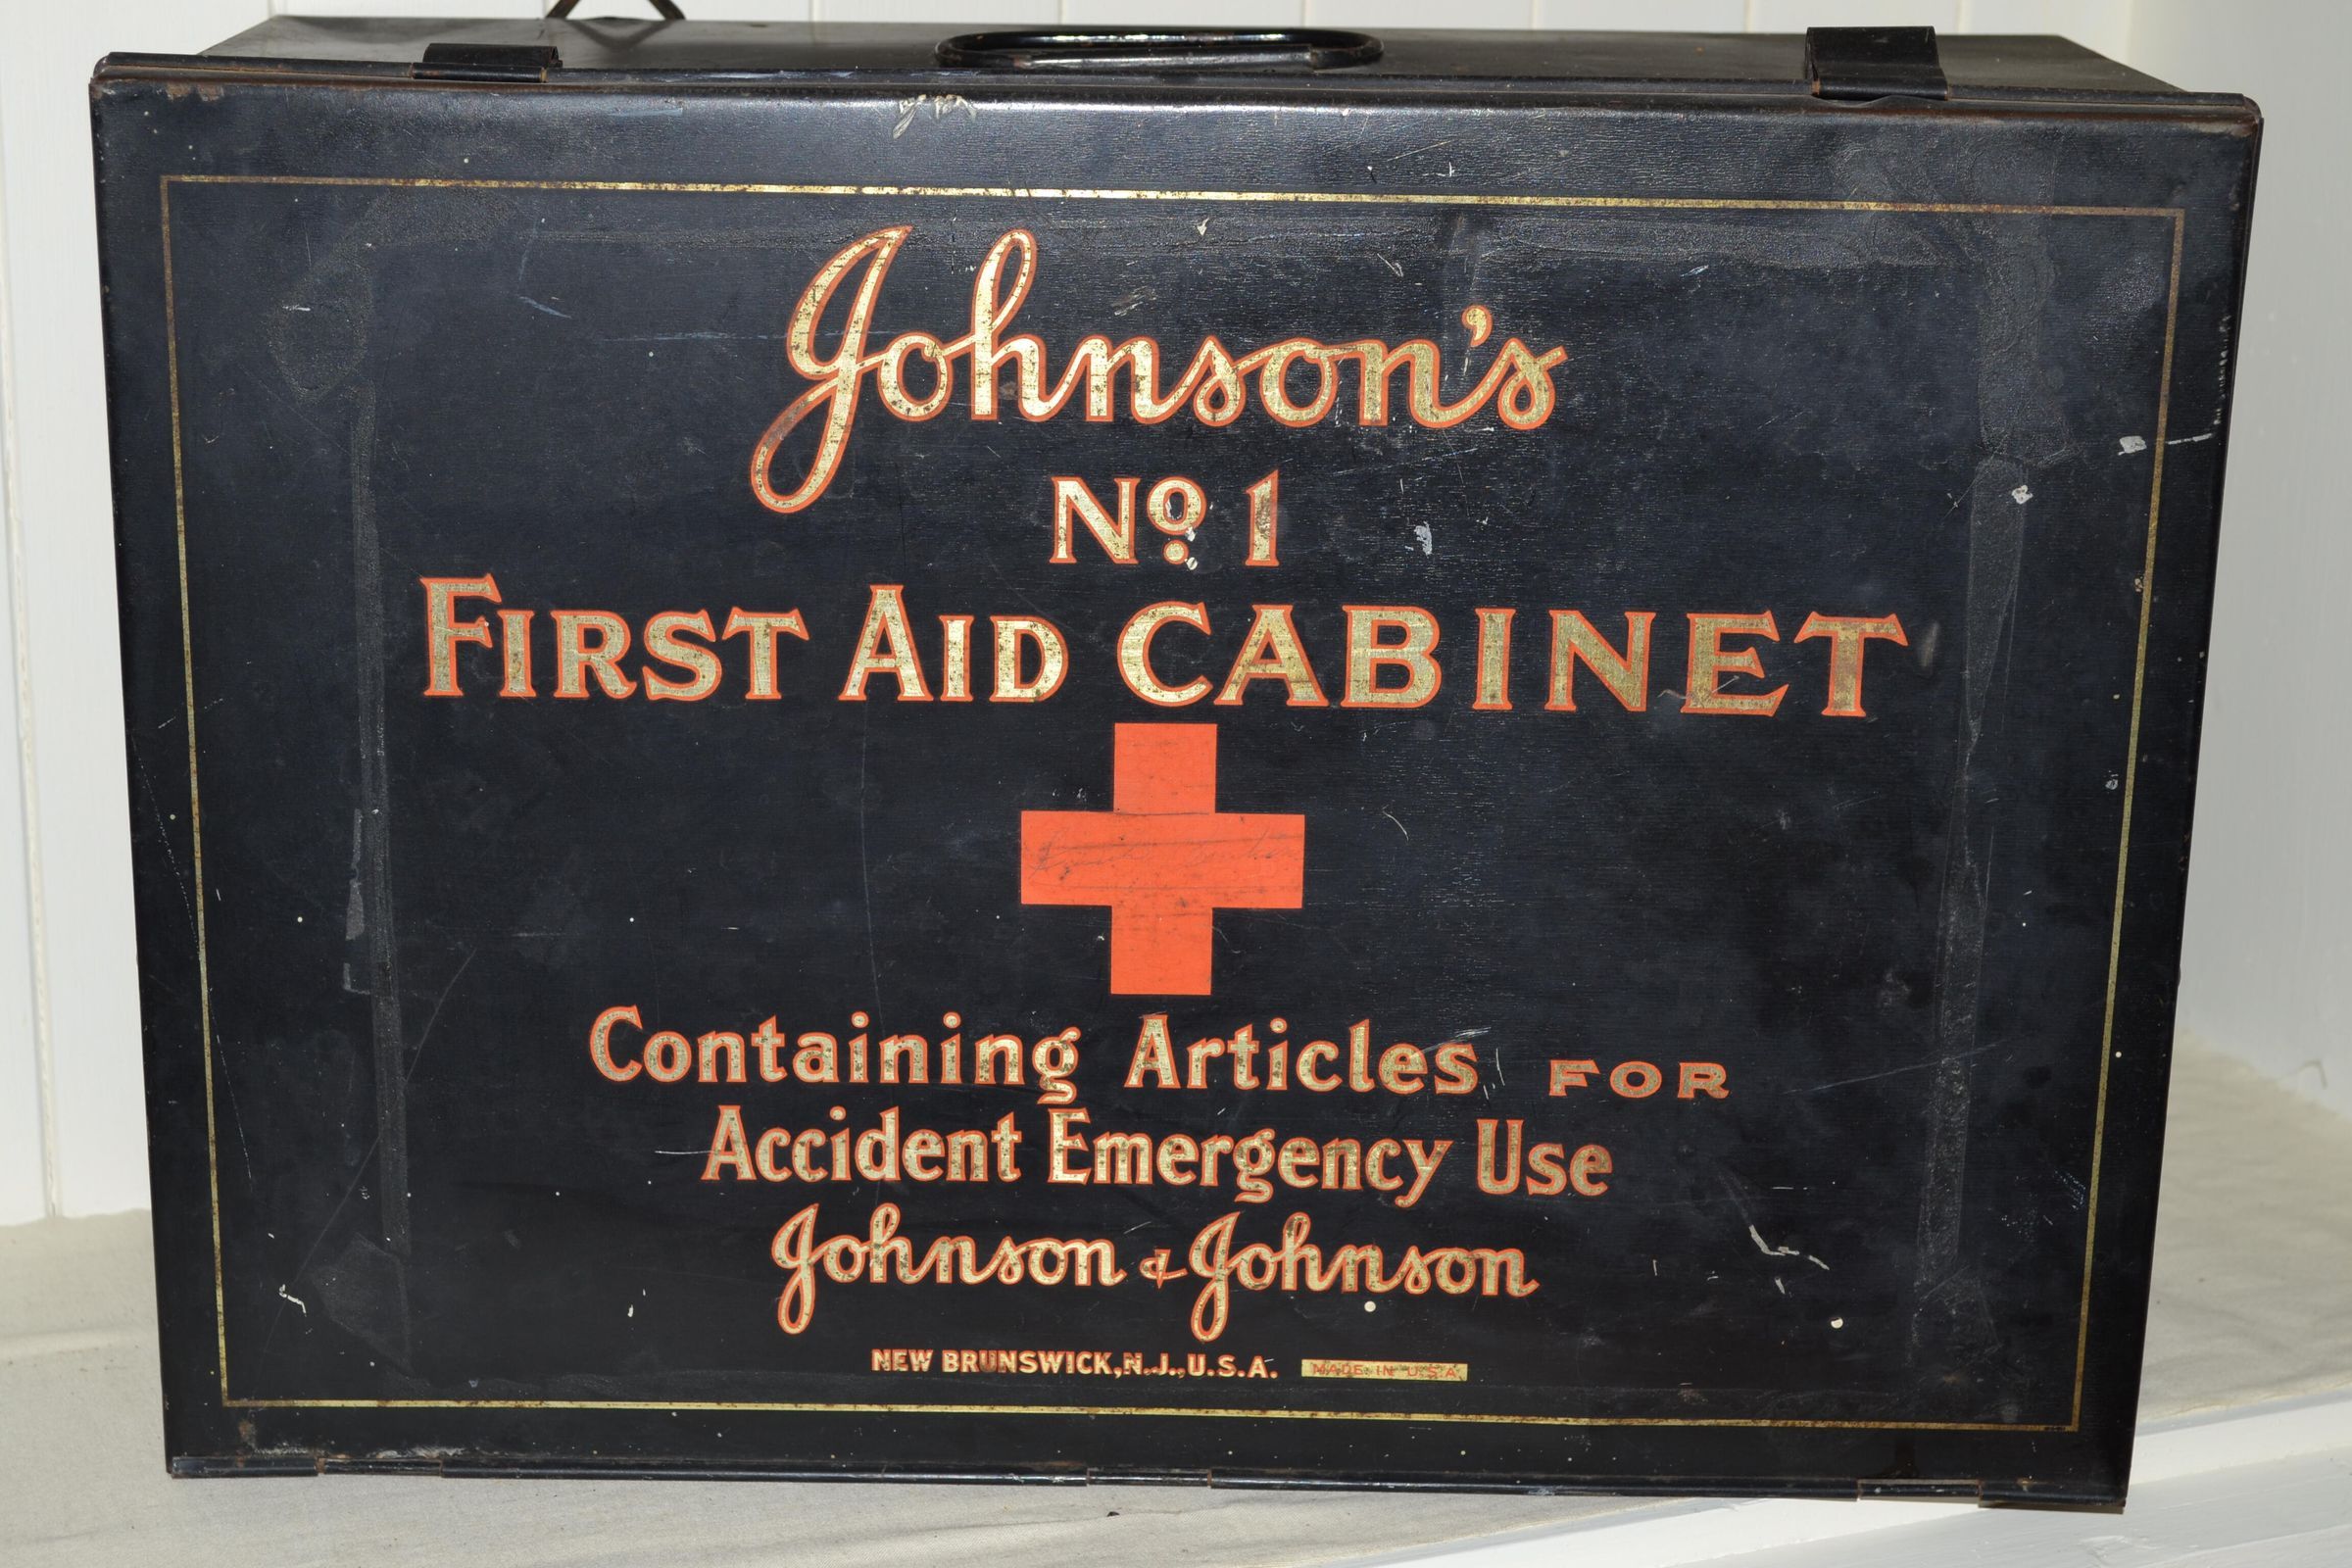 Johnson's
No 1
FIRST AID CABINET
Containing Articles FOR
Accident Emergency Use
Johnson & Johnson
NEW BRUNSWICK, N.J., U.S.A. MADE IN U.S.A.